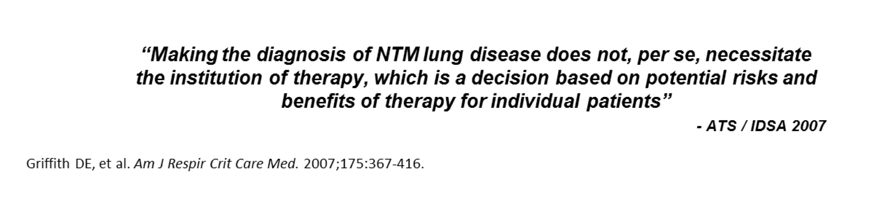 “Making the diagnosis of NTM lung disease does not, per se, necessitate
the institution of therapy, which is a decision based on potential risks and
benefits of therapy for individual patients”
- ATS / IDSA 2007
Griffith DE, et al. Am J Respir Crit Care Med. 2007;175:367-416.